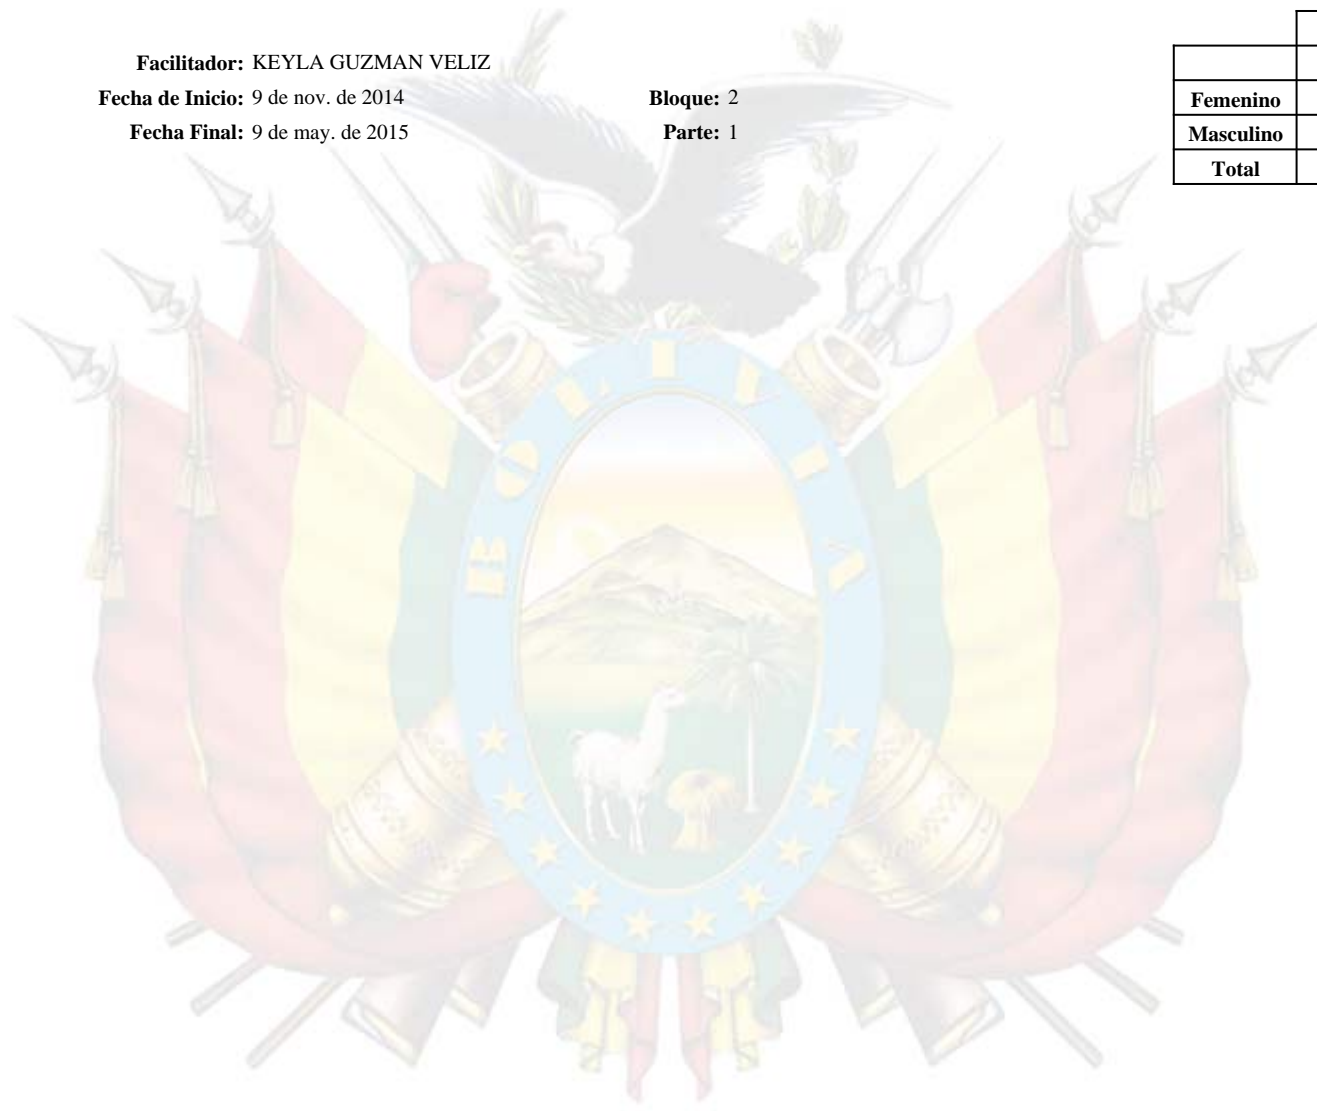 Facilitador: KEYLA GUZMAN VELIZ
Fecha de Inicio: 9 de nov. de 2014 Bloque: 2
Fecha Final: 9 de may. de 2015 Parte: 1
Femenino
Masculino
Total
BOLIVIA